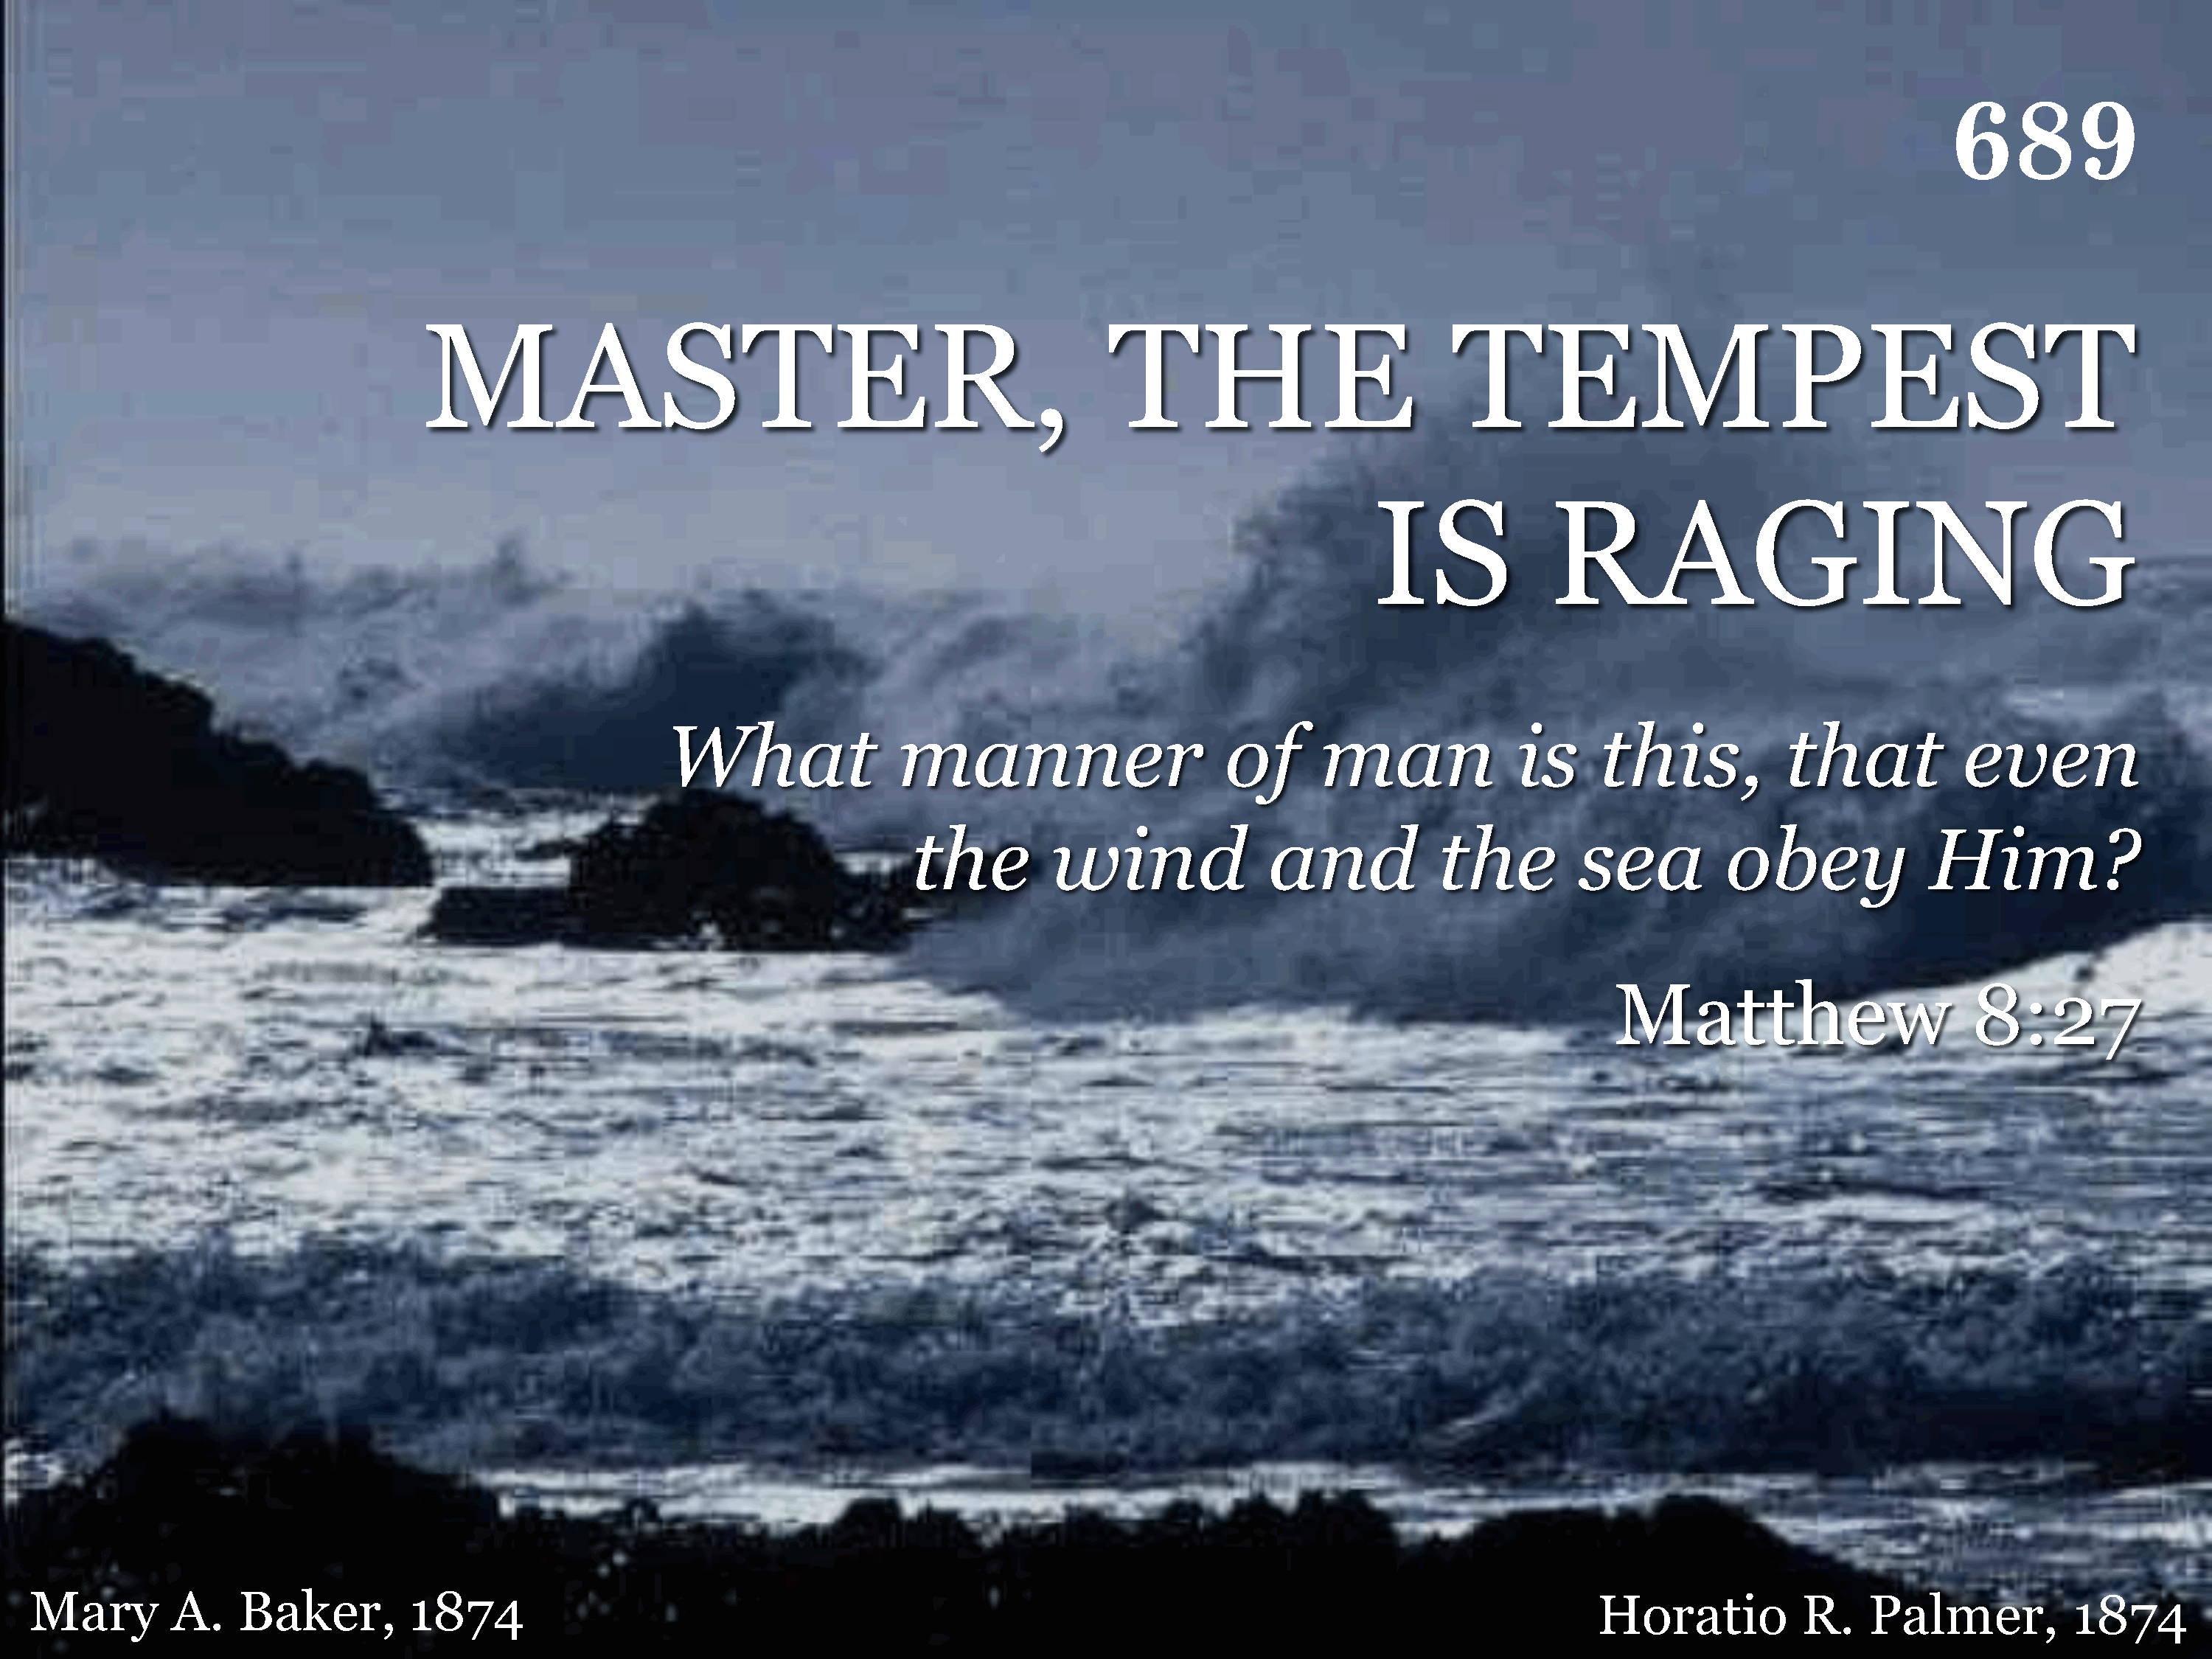 689
MASTER, THE TEMPEST
IS RAGING
What manner of man is this, that even
the wind and the sea obey Him?
Matthew 8:27
Mary A. Baker, 1874
Horatio R. Palmer, 1874